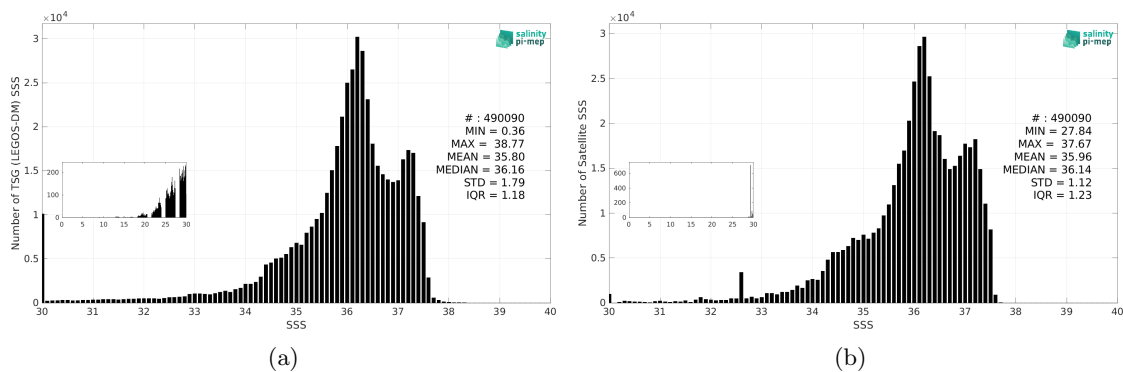 ×10⁴
3
2.5
2
1.5
1
0.5
0
Number of TSG (LEGOS-DM) SSS
salinity
pi-mep
# : 490090
MIN = 0.36
MAX = 38.77
MEAN = 35.80
MEDIAN = 36.16
STD = 1.79
IQR = 1.18
200
100
0
0 5 10 15 20 25 30
30 31 32 33 34 35 36 37 38 39 40
SSS
(a)
×10⁴
3
2.5
2
1.5
1
0.5
0
Number of Satellite SSS
salinity
pi-mep
# : 490090
MIN = 27.84
MAX = 37.67
MEAN = 35.96
MEDIAN = 36.14
STD = 1.12
IQR = 1.23
600
400
200
0
0 5 10 15 20 25 30
30 31 32 33 34 35 36 37 38 39 40
SSS
(b)